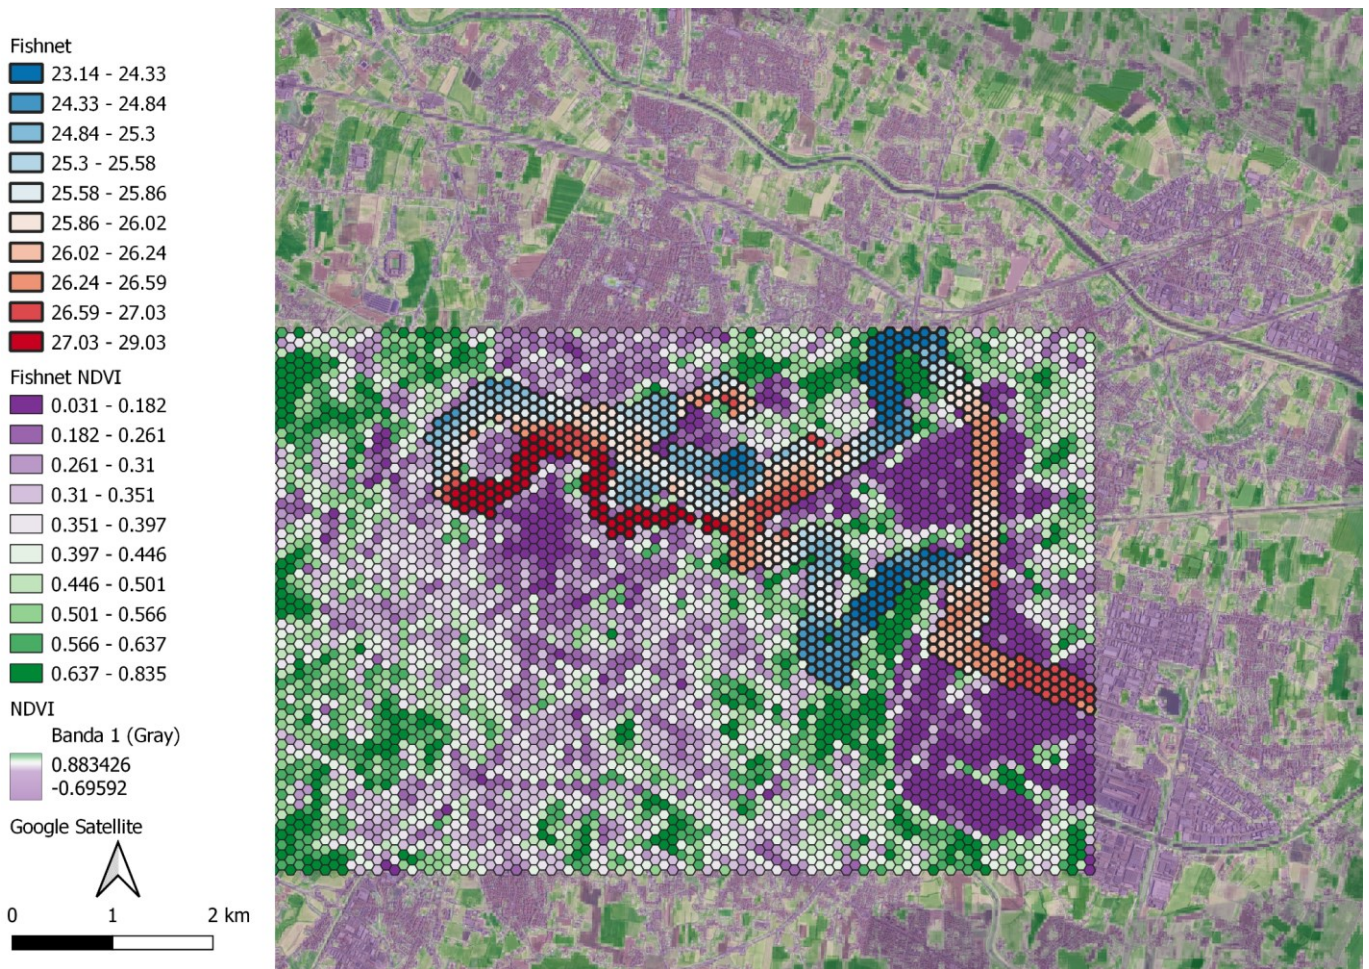 Fishnet
23.14 - 24.33
24.33 - 24.84
24.84 - 25.3
25.3 - 25.58
25.58 - 25.86
25.86 - 26.02
26.02 - 26.24
26.24 - 26.59
26.59 - 27.03
27.03 - 29.03
Fishnet NDVI
0.031 - 0.182
0.182 - 0.261
0.261 - 0.31
0.31 - 0.351
0.351 - 0.397
0.397 - 0.446
0.446 - 0.501
0.501 - 0.566
0.566 - 0.637
0.637 - 0.835
NDVI
Banda 1 (Gray)
0.883426
-0.69592
Google Satellite
0 1 2 km